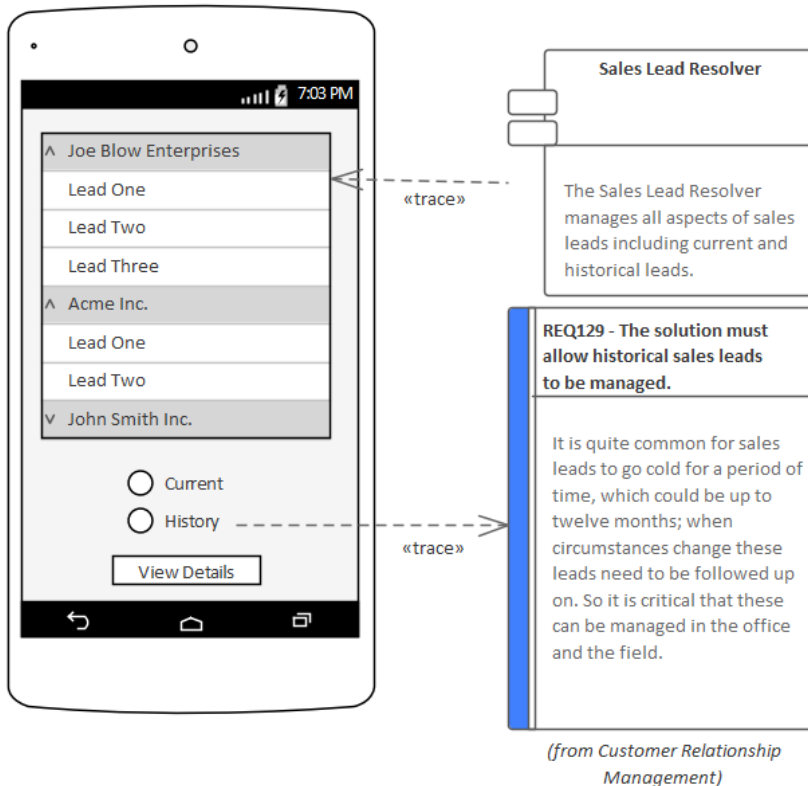 7:03 PM
Joe Blow Enterprises
Lead One
Lead Two
Lead Three
Acme Inc.
Lead One
Lead Two
John Smith Inc.
Current
History
View Details
«trace»
«trace»
Sales Lead Resolver
The Sales Lead Resolver
manages all aspects of sales
leads including current and
historical leads.
REQ129 - The solution must
allow historical sales leads
to be managed.
It is quite common for sales
leads to go cold for a period of
time, which could be up to
twelve months; when
circumstances change these
leads need to be followed up
on. So it is critical that these
can be managed in the office
and the field.
(from Customer Relationship
Management)